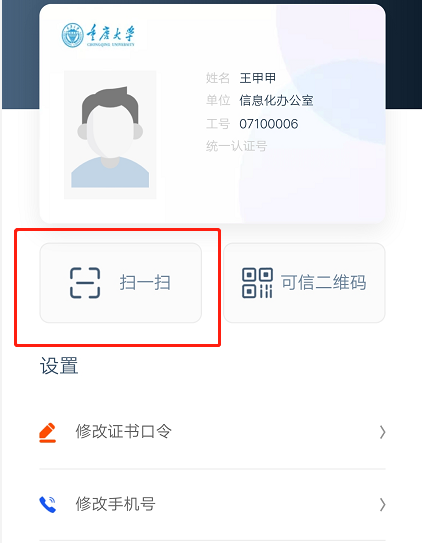 重庆大学
CHONGQING UNIVERSITY
姓名 王甲甲
单位 信息化办公室
工号 07100006
统一认证号
扫一扫
可信二维码
设置
修改证书口令
修改手机号